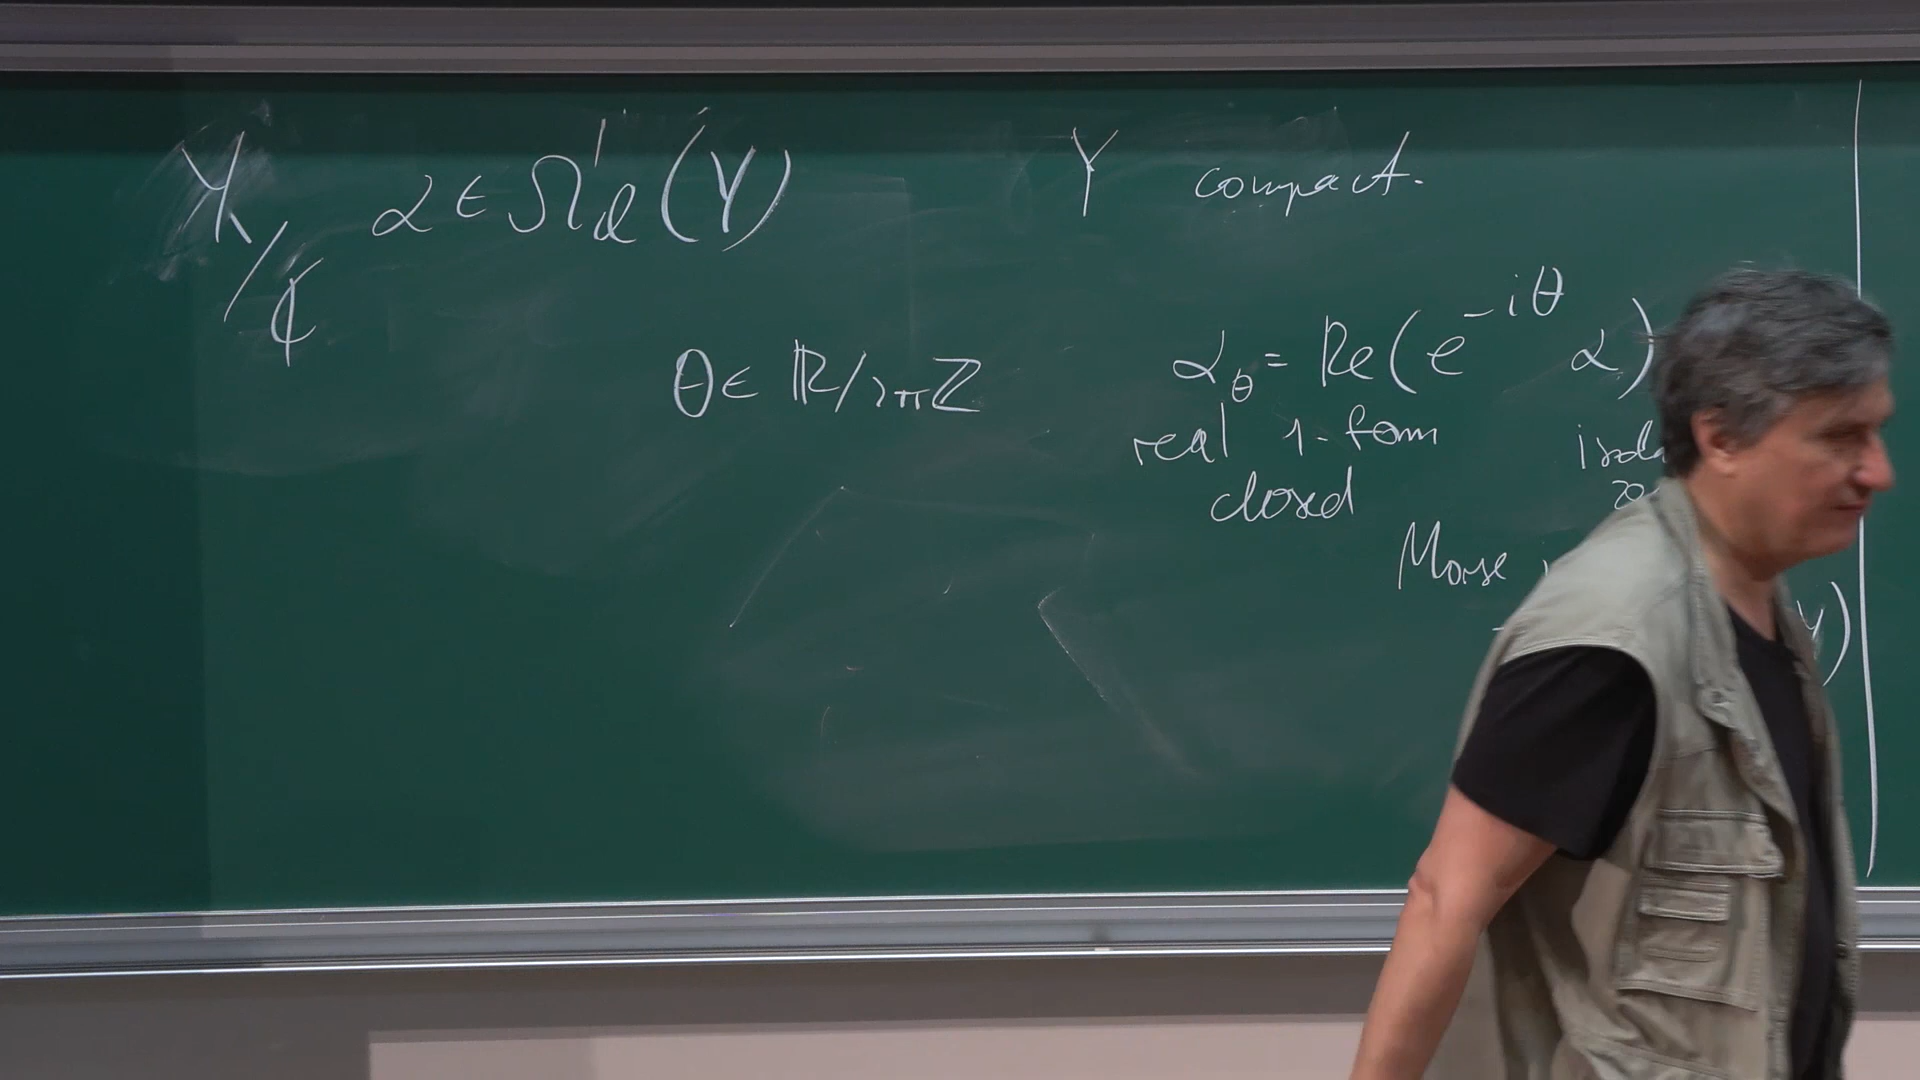 Y/ℂ α ∈ Ω¹_cl(Y) Y compact.
θ ∈ ℝ/2πℤ α_θ = Re(e^{-iθ} α)
real 1-form
closed
Morse
Y)